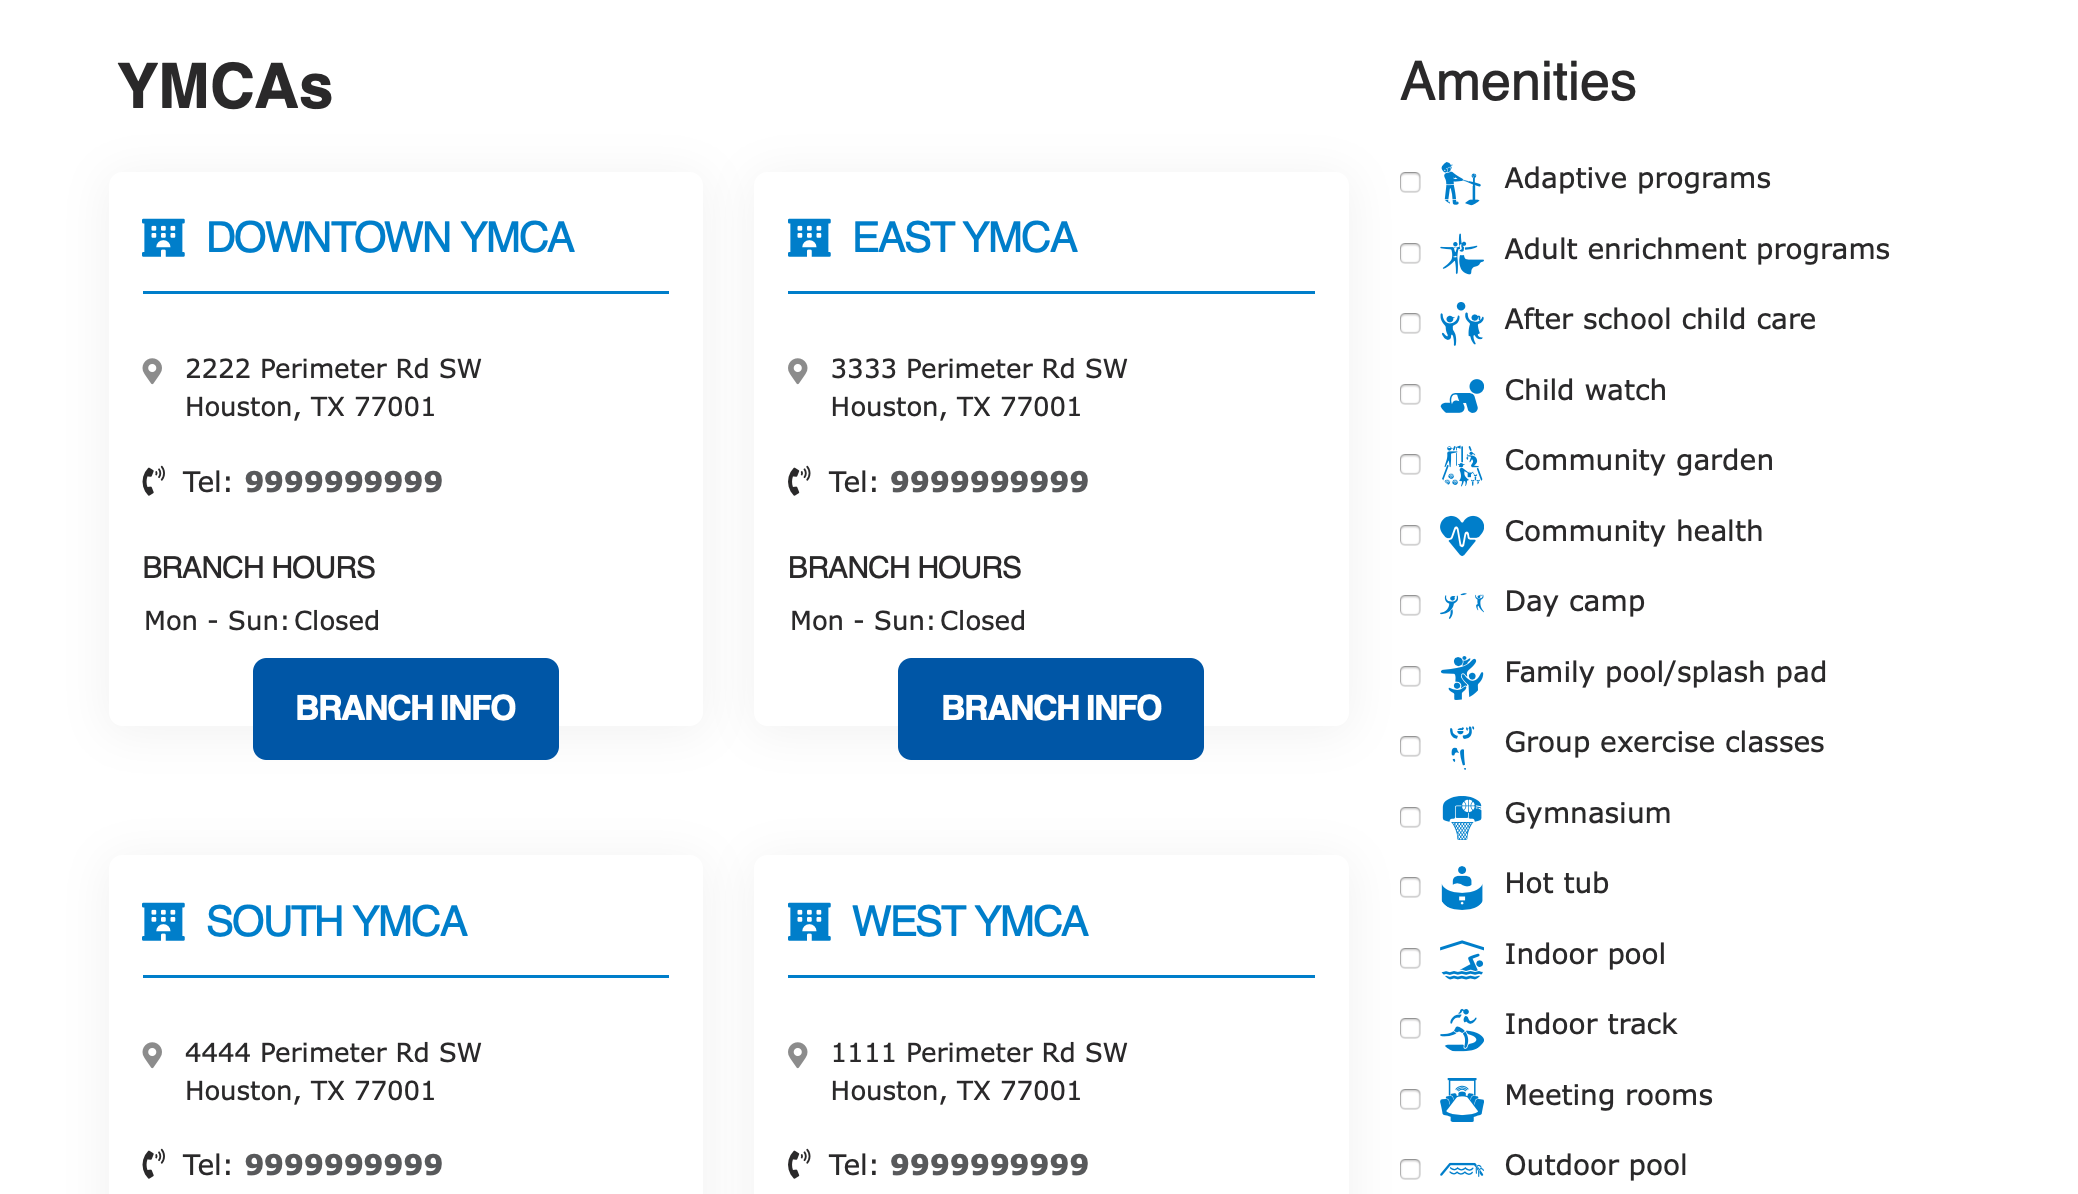 YMCAs
DOWNTOWN YMCA
2222 Perimeter Rd SW
Houston, TX 77001
Tel: 9999999999
BRANCH HOURS
Mon - Sun: Closed
BRANCH INFO
EAST YMCA
3333 Perimeter Rd SW
Houston, TX 77001
Tel: 9999999999
BRANCH HOURS
Mon - Sun: Closed
BRANCH INFO
SOUTH YMCA
4444 Perimeter Rd SW
Houston, TX 77001
Tel: 9999999999
WEST YMCA
1111 Perimeter Rd SW
Houston, TX 77001
Tel: 9999999999
Amenities
Adaptive programs
Adult enrichment programs
After school child care
Child watch
Community garden
Community health
Day camp
Family pool/splash pad
Group exercise classes
Gymnasium
Hot tub
Indoor pool
Indoor track
Meeting rooms
Outdoor pool